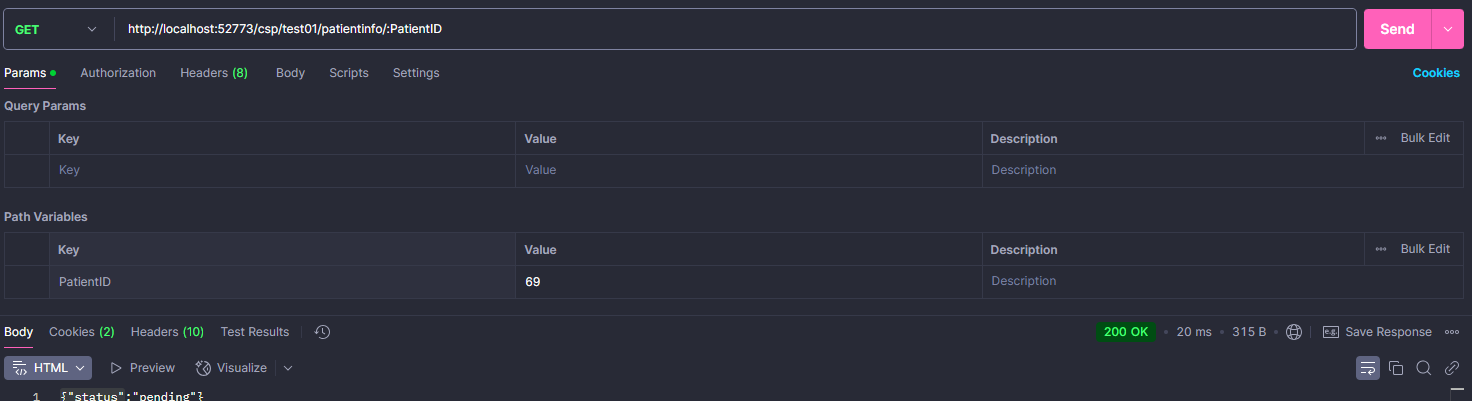 GET http://localhost:52773/csp/test01/patientinfo/:PatientID Send
Params Authorization Headers (8) Body Scripts Settings Cookies
Query Params
Key Value Description Bulk Edit
Key Value Description
Path Variables
Key Value Description Bulk Edit
PatientID 69 Description
Body Cookies (2) Headers (10) Test Results 200 OK • 20 ms • 315 B e.g. Save Response
HTML Preview Visualize
1 {"status":"pending"}